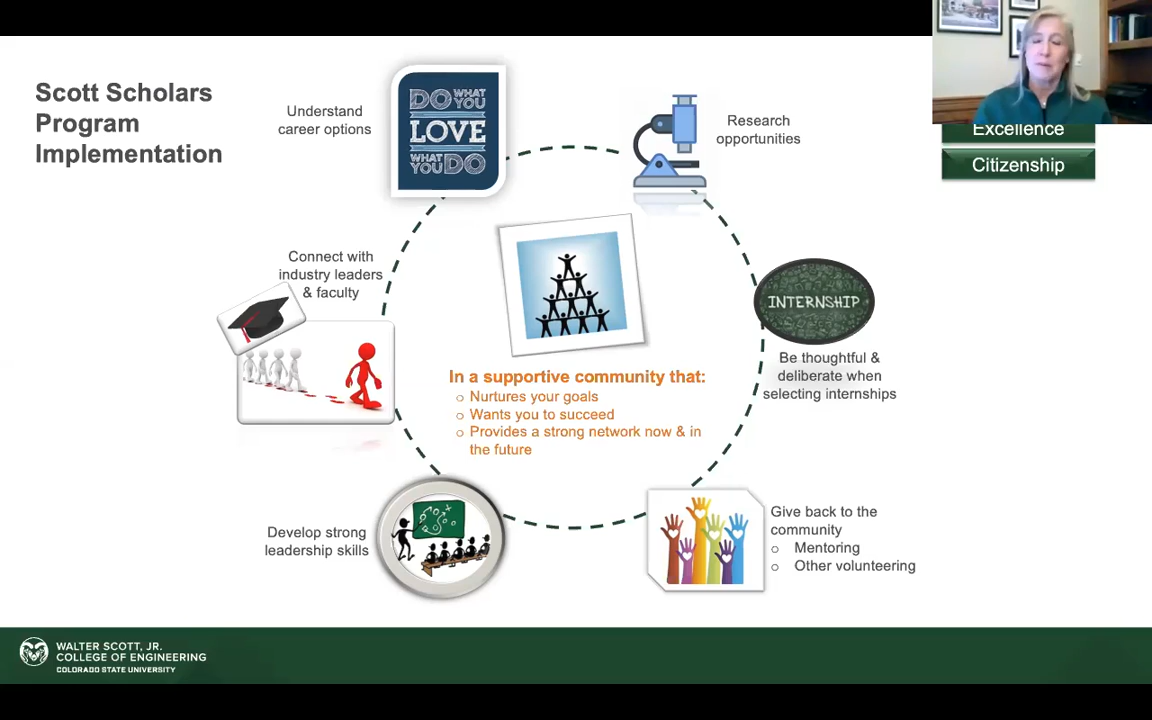 Scott Scholars
Program
Implementation
Understand
career options
DO WHAT
YOU
LOVE
WHAT
YOU DO
Research
opportunities
Excellence
Citizenship
Connect with
industry leaders
& faculty
INTERNSHIP
Be thoughtful &
deliberate when
selecting internships
In a supportive community that:
○ Nurtures your goals
○ Wants you to succeed
○ Provides a strong network now & in
the future
Develop strong
leadership skills
Give back to the
community
○ Mentoring
○ Other volunteering
WALTER SCOTT, JR.
COLLEGE OF ENGINEERING
COLORADO STATE UNIVERSITY